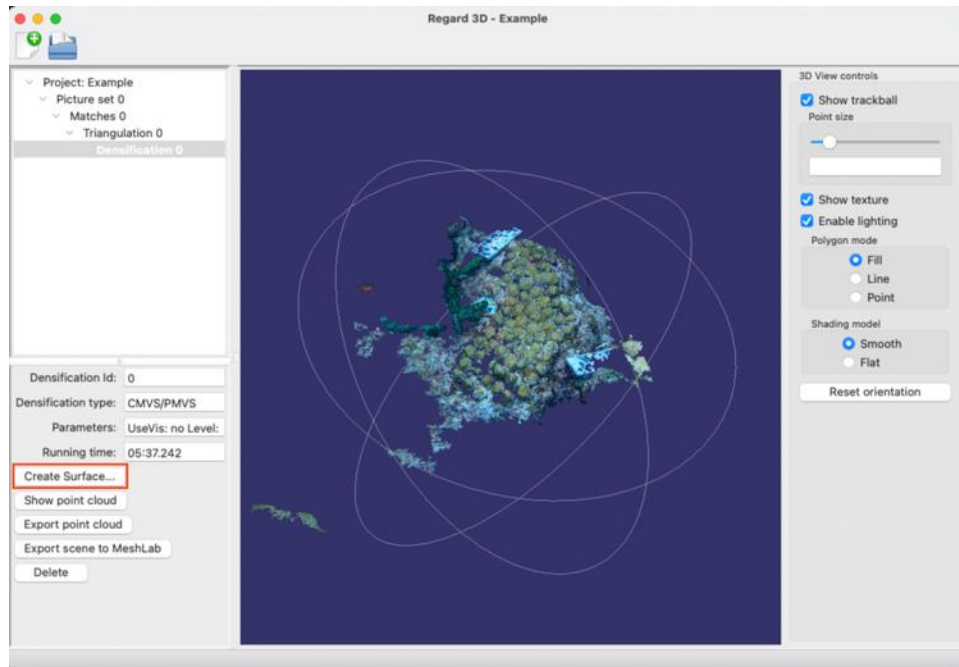 Regard 3D - Example
Project: Example
Picture set 0
Matches 0
Triangulation 0
Densification 0
Densification Id: 0
Densification type: CMVS/PMVS
Parameters: UseVis: no Level:
Running time: 05:37.242
Create Surface...
Show point cloud
Export point cloud
Export scene to MeshLab
Delete
3D View controls
Show trackball
Point size
Show texture
Enable lighting
Polygon mode
Fill
Line
Point
Shading model
Smooth
Flat
Reset orientation